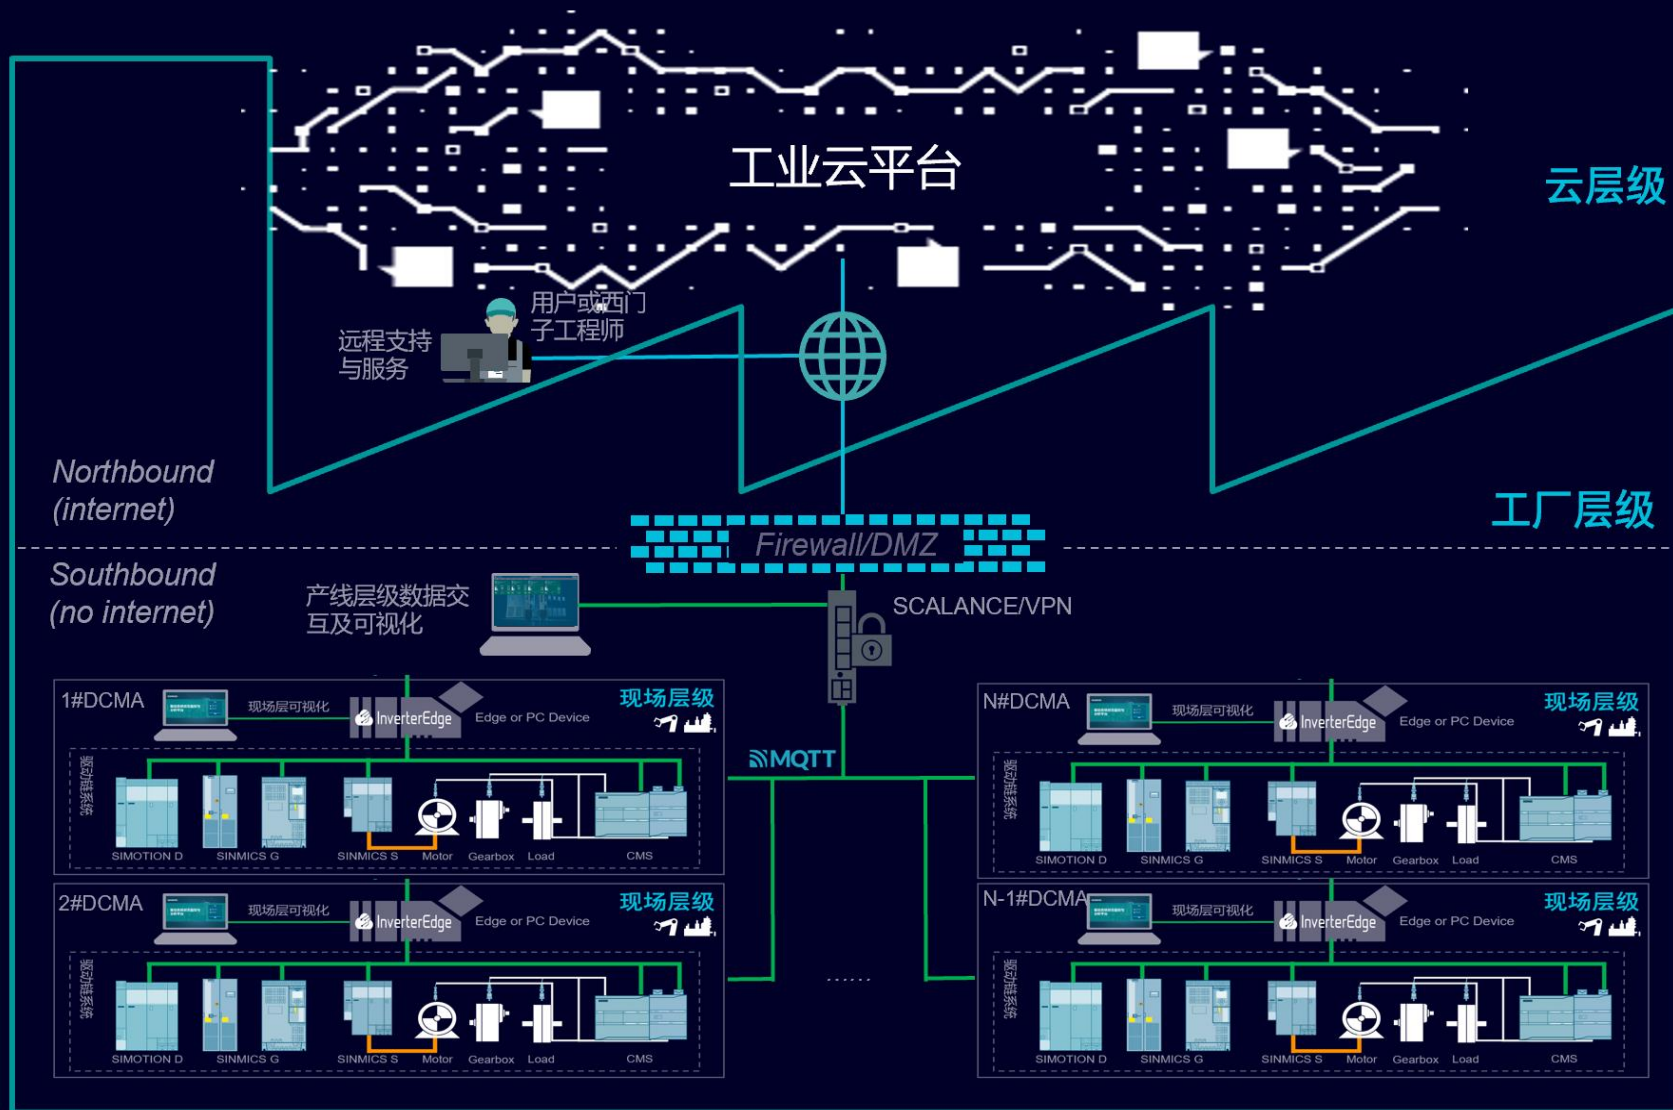 工业云平台
云层级
用户或西门
子工程师
远程支持
与服务
Northbound
(internet)
工厂层级
Firewall/DMZ
Southbound
(no internet)
产线层级数据交
互及可视化
SCALANCE/VPN
1#DCMA
现场层可视化
InverterEdge
Edge or PC Device
现场层级
驱动链系统
SIMOTION D
SINMICS G
SINMICS S
Motor
Gearbox
Load
CMS
MQTT
N#DCMA
现场层可视化
InverterEdge
Edge or PC Device
现场层级
驱动链系统
SIMOTION D
SINMICS G
SINMICS S
Motor
Gearbox
Load
CMS
2#DCMA
现场层可视化
InverterEdge
Edge or PC Device
现场层级
驱动链系统
SIMOTION D
SINMICS G
SINMICS S
Motor
Gearbox
Load
CMS
......
N-1#DCMA
现场层可视化
InverterEdge
Edge or PC Device
现场层级
驱动链系统
SIMOTION D
SINMICS G
SINMICS S
Motor
Gearbox
Load
CMS